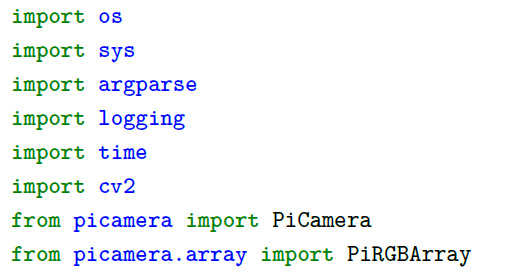 import os
import sys
import argparse
import logging
import time
import cv2
from picamera import PiCamera
from picamera.array import PiRGBArray